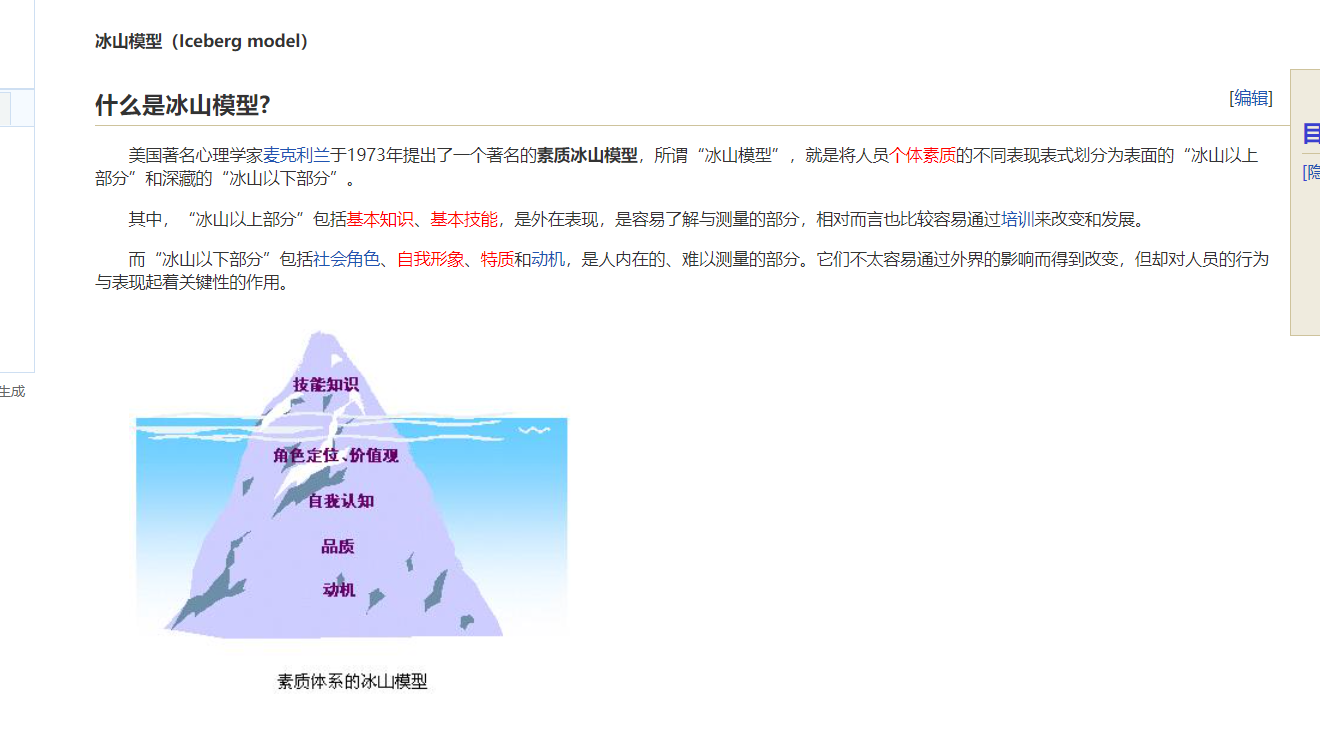 冰山模型（Iceberg model）
什么是冰山模型?
[编辑]
美国著名心理学家麦克利兰于1973年提出了一个著名的素质冰山模型，所谓“冰山模型”，就是将人员个体素质的不同表现表式划分为表面的“冰山以上
部分”和深藏的“冰山以下部分”。
其中，“冰山以上部分”包括基本知识、基本技能，是外在表现，是容易了解与测量的部分，相对而言也比较容易通过培训来改变和发展。
而“冰山以下部分”包括社会角色、自我形象、特质和动机，是人内在的、难以测量的部分。它们不太容易通过外界的影响而得到改变，但却对人员的行为
与表现起着关键性的作用。
生成
技能知识
角色定位、价值观
自我认知
品质
动机
素质体系的冰山模型